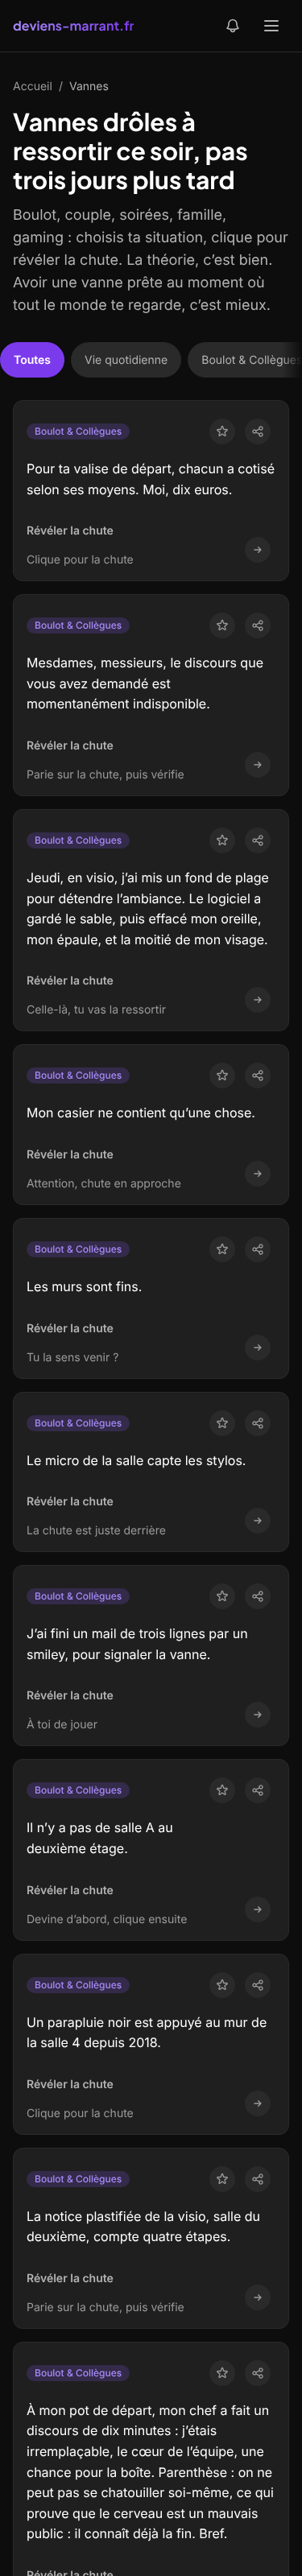 deviens-marrant.fr
Accueil / Vannes
Vannes drôles à
ressortir ce soir, pas
trois jours plus tard
Boulot, couple, soirées, famille,
gaming : choisis ta situation, clique pour
révéler la chute. La théorie, c’est bien.
Avoir une vanne prête au moment où
tout le monde te regarde, c’est mieux.
Toutes
Vie quotidienne
Boulot & Collègues
Boulot & Collègues
Pour ta valise de départ, chacun a cotisé
selon ses moyens. Moi, dix euros.
Révéler la chute
Clique pour la chute
Boulot & Collègues
Mesdames, messieurs, le discours que
vous avez demandé est
momentanément indisponible.
Révéler la chute
Parie sur la chute, puis vérifie
Boulot & Collègues
Jeudi, en visio, j’ai mis un fond de plage
pour détendre l’ambiance. Le logiciel a
gardé le sable, puis effacé mon oreille,
mon épaule, et la moitié de mon visage.
Révéler la chute
Celle-là, tu vas la ressortir
Boulot & Collègues
Mon casier ne contient qu’une chose.
Révéler la chute
Attention, chute en approche
Boulot & Collègues
Les murs sont fins.
Révéler la chute
Tu la sens venir ?
Boulot & Collègues
Le micro de la salle capte les stylos.
Révéler la chute
La chute est juste derrière
Boulot & Collègues
J’ai fini un mail de trois lignes par un
smiley, pour signaler la vanne.
Révéler la chute
À toi de jouer
Boulot & Collègues
Il n’y a pas de salle A au
deuxième étage.
Révéler la chute
Devine d’abord, clique ensuite
Boulot & Collègues
Un parapluie noir est appuyé au mur de
la salle 4 depuis 2018.
Révéler la chute
Clique pour la chute
Boulot & Collègues
La notice plastifiée de la visio, salle du
deuxième, compte quatre étapes.
Révéler la chute
Parie sur la chute, puis vérifie
Boulot & Collègues
À mon pot de départ, mon chef a fait un
discours de dix minutes : j’étais
irremplaçable, le cœur de l’équipe, une
chance pour la boîte. Parenthèse : on ne
peut pas se chatouiller soi-même, ce qui
prouve que le cerveau est un mauvais
public : il connaît déjà la fin. Bref.
Révéler la chute